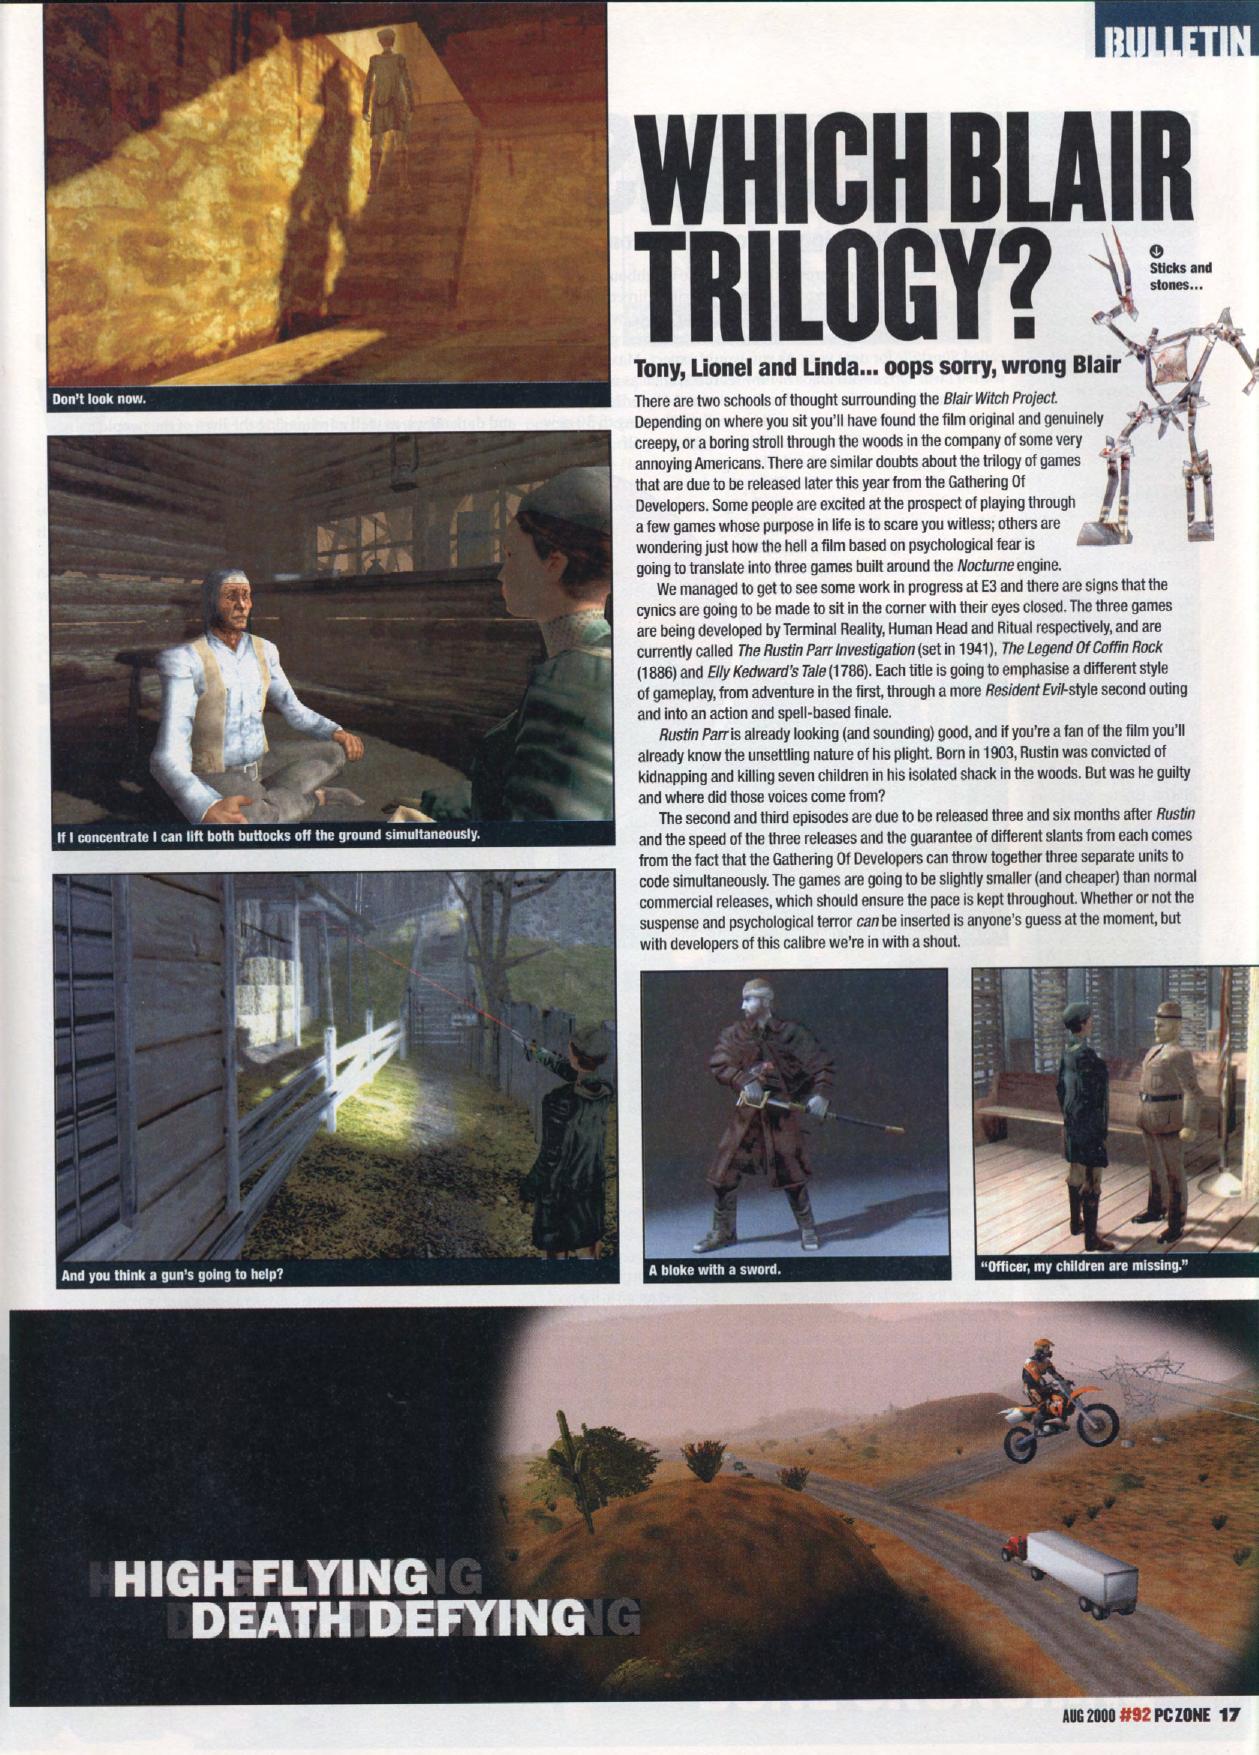 BULLETIN
WHICH BLAIR
TRILOGY?
Sticks and
stones...
Tony, Lionel and Linda... oops sorry, wrong Blair
There are two schools of thought surrounding the Blair Witch Project.
Depending on where you sit you'll have found the film original and genuinely
creepy, or a boring stroll through the woods in the company of some very
annoying Americans. There are similar doubts about the trilogy of games
that are due to be released later this year from the Gathering Of
Developers. Some people are excited at the prospect of playing through
a few games whose purpose in life is to scare you witless; others are
wondering just how the hell a film based on psychological fear is
going to translate into three games built around the Nocturne engine.
We managed to get to see some work in progress at E3 and there are signs that the
cynics are going to be made to sit in the corner with their eyes closed. The three games
are being developed by Terminal Reality, Human Head and Ritual respectively, and are
currently called The Rustin Parr Investigation (set in 1941), The Legend Of Coffin Rock
(1886) and Elly Kedward's Tale (1786). Each title is going to emphasise a different style
of gameplay, from adventure in the first, through a more Resident Evil-style second outing
and into an action and spell-based finale.
Rustin Parr is already looking (and sounding) good, and if you're a fan of the film you'll
already know the unsettling nature of his plight. Born in 1903, Rustin was convicted of
kidnapping and killing seven children in his isolated shack in the woods. But was he guilty
and where did those voices come from?
The second and third episodes are due to be released three and six months after Rustin
and the speed of the three releases and the guarantee of different slants from each comes
from the fact that the Gathering Of Developers can throw together three separate units to
code simultaneously. The games are going to be slightly smaller (and cheaper) than normal
commercial releases, which should ensure the pace is kept throughout. Whether or not the
suspense and psychological terror can be inserted is anyone's guess at the moment, but
with developers of this calibre we're in with a shout.
Don't look now.
If I concentrate I can lift both buttocks off the ground simultaneously.
And you think a gun's going to help?
A bloke with a sword.
"Officer, my children are missing."
HIGH FLYING
DEATH DEFYING
AUG 2000 #92 PC ZONE 17